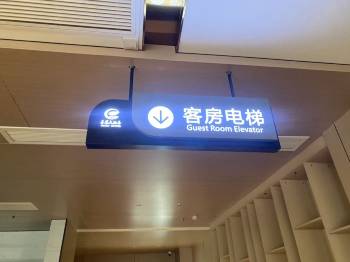 客房电梯
Guest Room Elevator